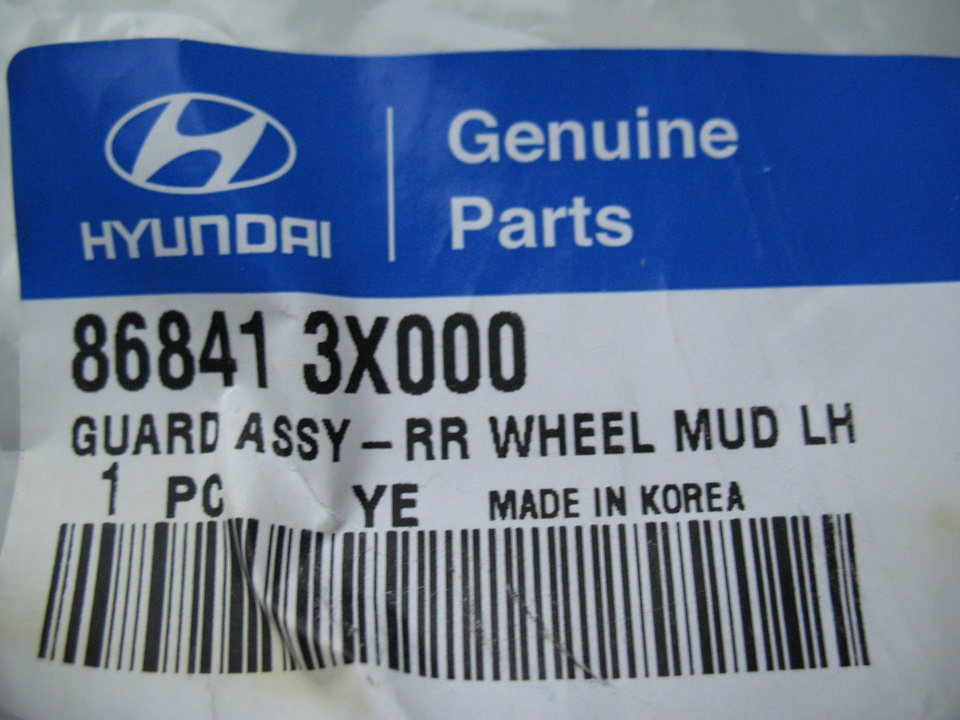 HYUNDAI
Genuine
Parts
86841 3X000
GUARD ASSY-RR WHEEL MUD LH
1 PC YE MADE IN KOREA